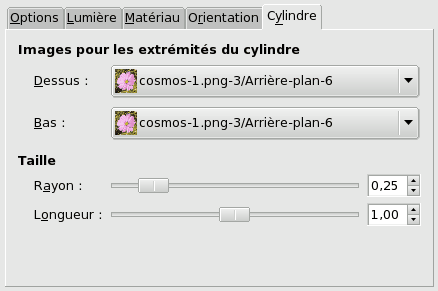 Options Lumière Matériau Orientation Cylindre
Images pour les extrémités du cylindre
Dessus : cosmos-1.png-3/Arrière-plan-6
Bas : cosmos-1.png-3/Arrière-plan-6
Taille
Rayon : 0,25
Longueur : 1,00